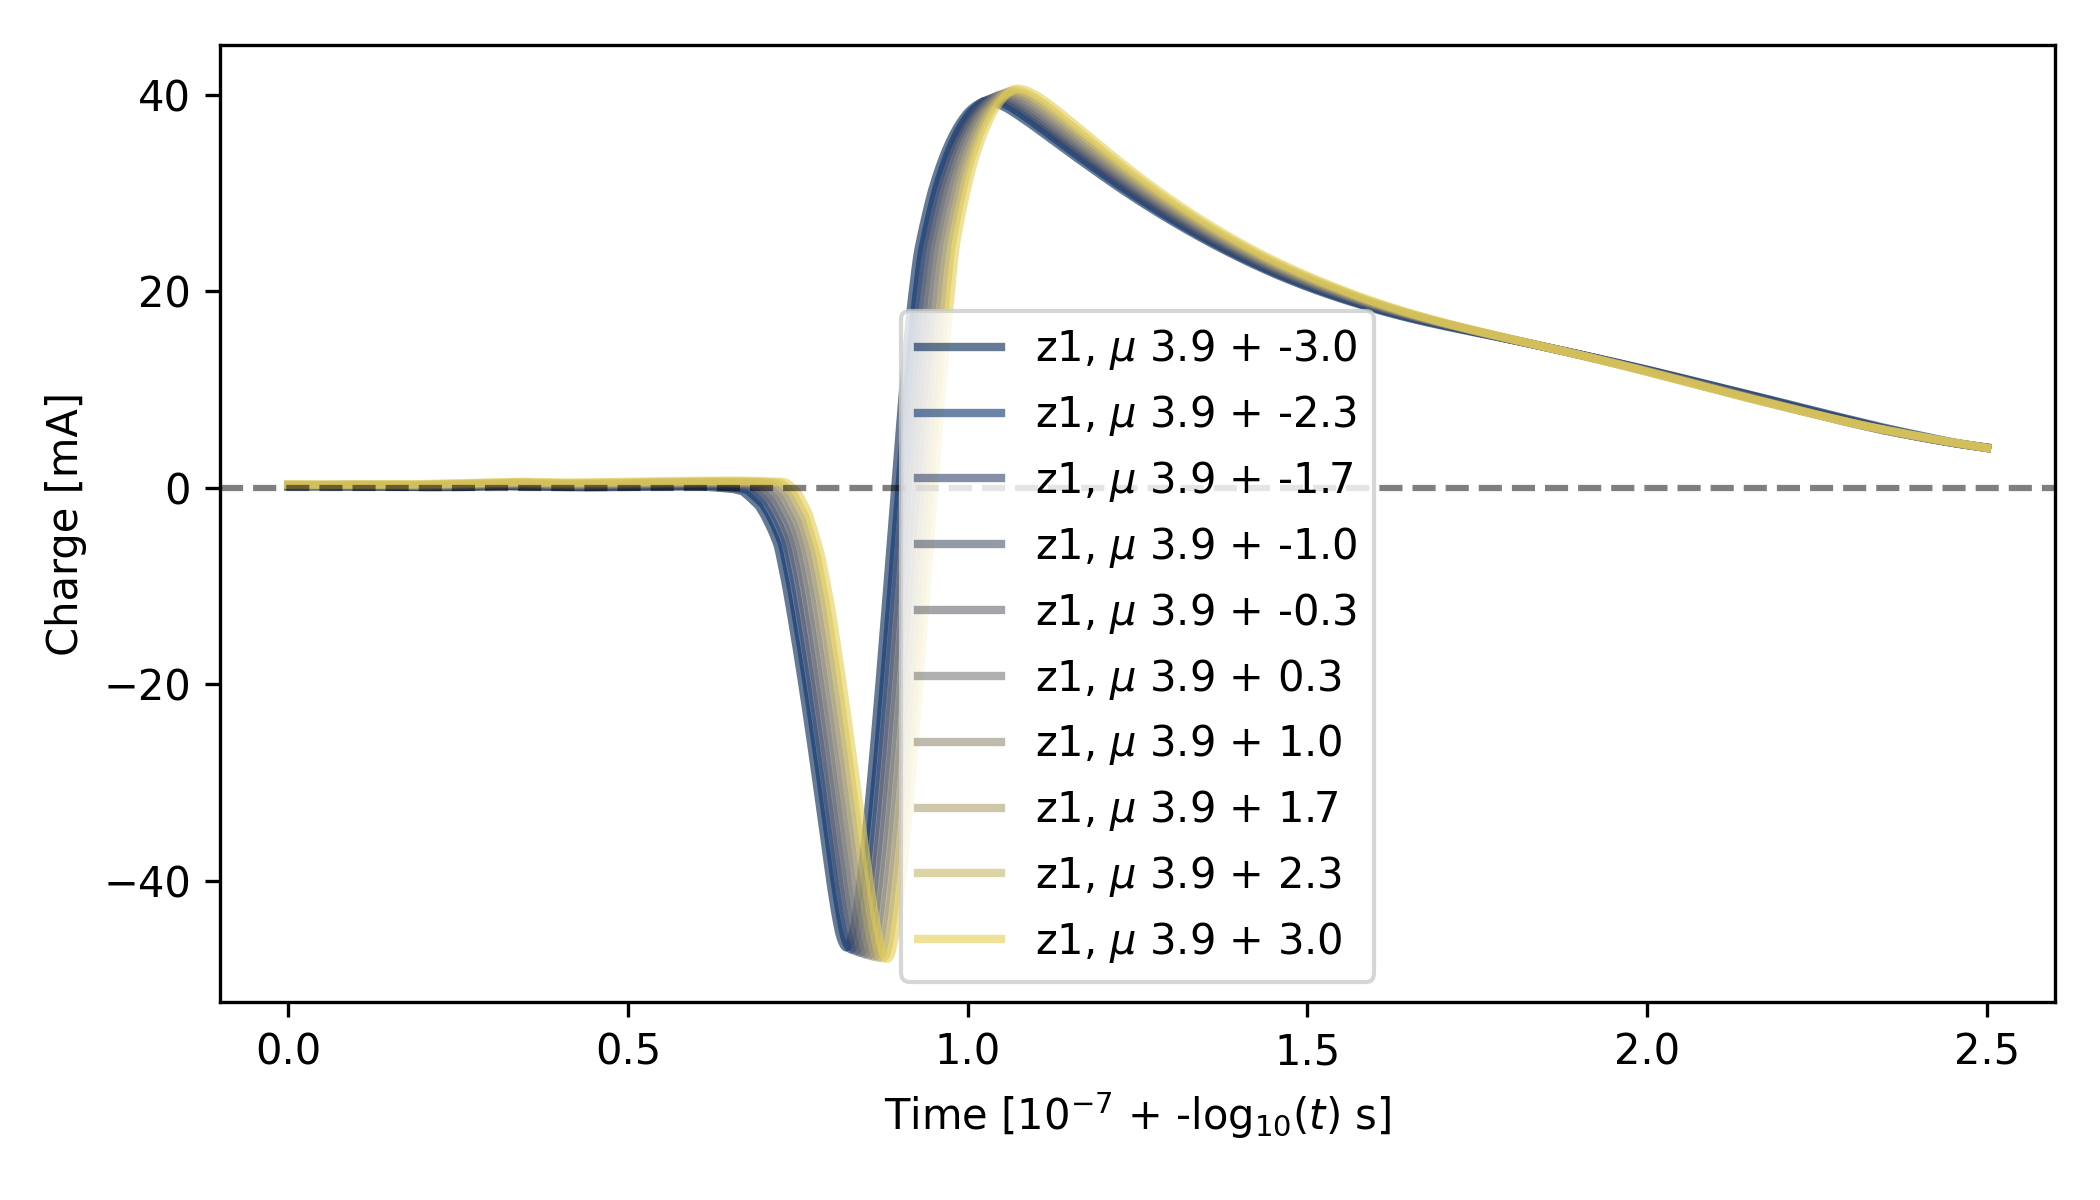 40
20
0
−20
−40
Charge [mA]
z1, μ 3.9 + -3.0
z1, μ 3.9 + -2.3
z1, μ 3.9 + -1.7
z1, μ 3.9 + -1.0
z1, μ 3.9 + -0.3
z1, μ 3.9 + 0.3
z1, μ 3.9 + 1.0
z1, μ 3.9 + 1.7
z1, μ 3.9 + 2.3
z1, μ 3.9 + 3.0
0.0 0.5 1.0 1.5 2.0 2.5
Time [10⁻⁷ + -log₁₀(t) s]